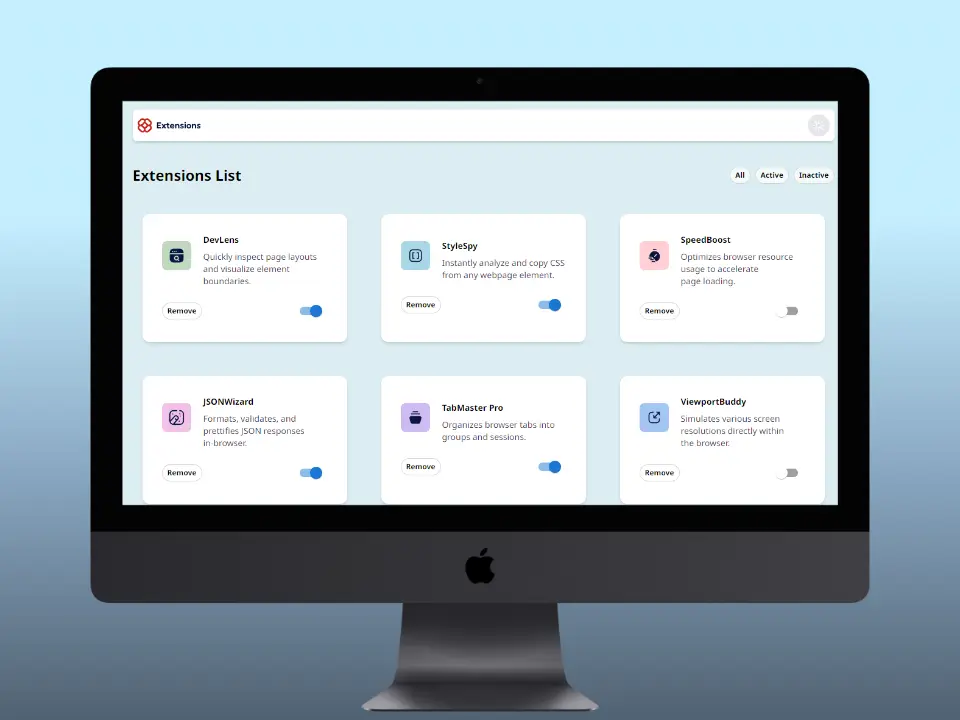 Extensions
Extensions List
All
Active
Inactive
DevLens
Quickly inspect page layouts
and visualize element
boundaries.
Remove
StyleSpy
Instantly analyze and copy CSS
from any webpage element.
Remove
SpeedBoost
Optimizes browser resource
usage to accelerate
page loading.
Remove
JSONWizard
Formats, validates, and
prettifies JSON responses
in-browser.
Remove
TabMaster Pro
Organizes browser tabs into
groups and sessions.
Remove
ViewportBuddy
Simulates various screen
resolutions directly within
the browser.
Remove